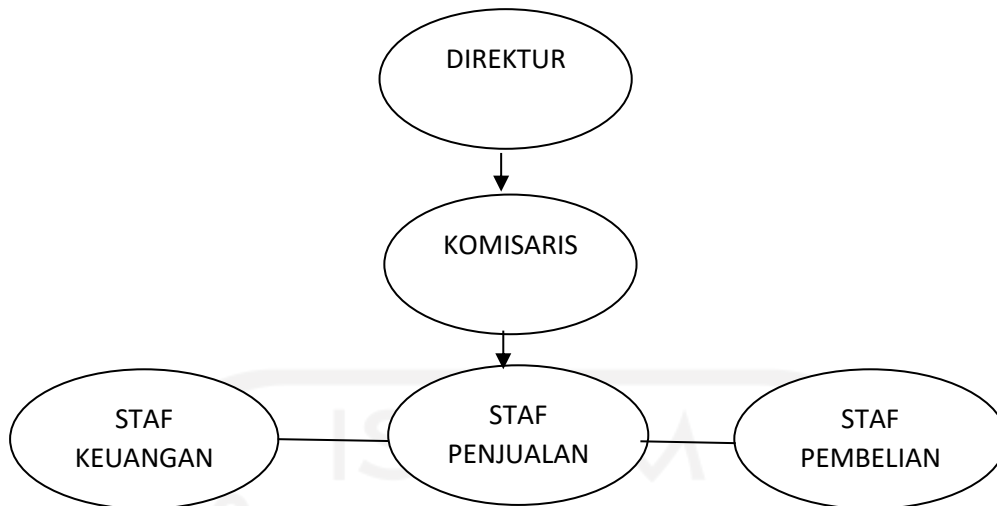 DIREKTUR
KOMISARIS
STAF
KEUANGAN
STAF
PENJUALAN
STAF
PEMBELIAN